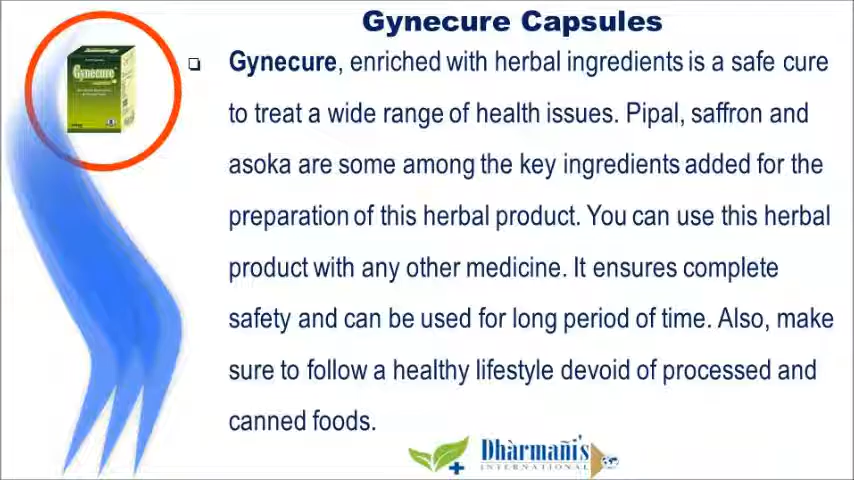 Gynecure Capsules
Gynecure
Gynecure, enriched with herbal ingredients is a safe cure
to treat a wide range of health issues. Pipal, saffron and
asoka are some among the key ingredients added for the
preparation of this herbal product. You can use this herbal
product with any other medicine. It ensures complete
safety and can be used for long period of time. Also, make
sure to follow a healthy lifestyle devoid of processed and
canned foods.
Dhàrmañi's
INTERNATIONAL